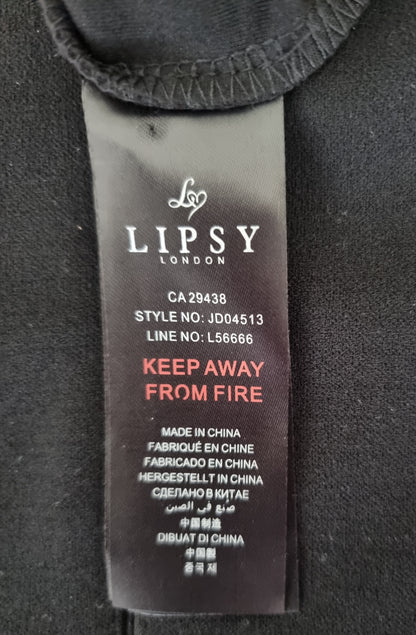 LIPSY
LONDON
CA 29438
STYLE NO: JD04513
LINE NO: L56666
KEEP AWAY
FROM FIRE
MADE IN CHINA
FABRIQUÉ EN CHINE
FABRICADO EN CHINA
HERGESTELLT IN CHINA
СДЕЛАНО В КИТАЕ
صنع في الصين
中国制造
DIBUAT DI CHINA
中国製
중국 제